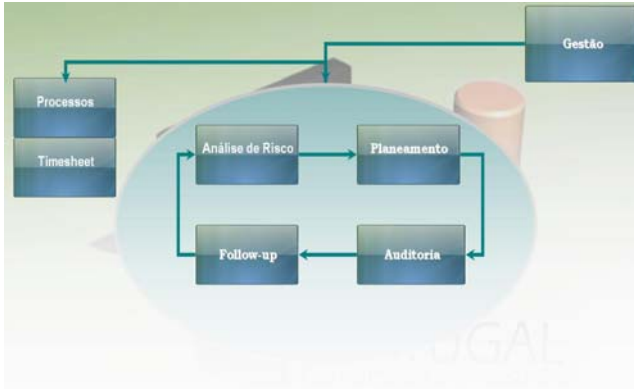 Gestão
Processos
Timesheet
Análise de Risco
Planeamento
Follow-up
Auditoria